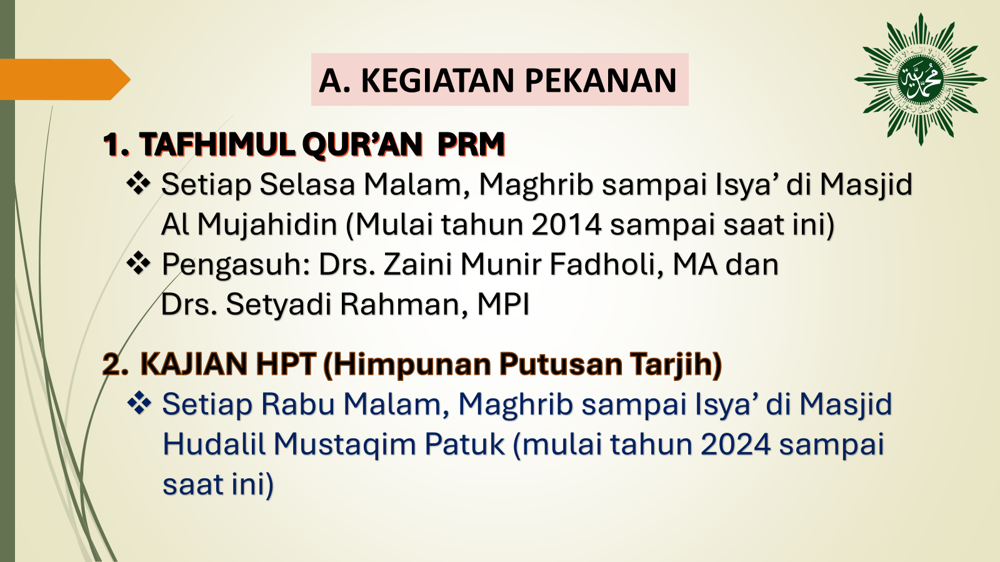 A. KEGIATAN PEKANAN
1. TAFHIMUL QUR’AN PRM
❖ Setiap Selasa Malam, Maghrib sampai Isya’ di Masjid
Al Mujahidin (Mulai tahun 2014 sampai saat ini)
❖ Pengasuh: Drs. Zaini Munir Fadholi, MA dan
Drs. Setyadi Rahman, MPI
2. KAJIAN HPT (Himpunan Putusan Tarjih)
❖ Setiap Rabu Malam, Maghrib sampai Isya’ di Masjid
Hudalil Mustaqim Patuk (mulai tahun 2024 sampai
saat ini)